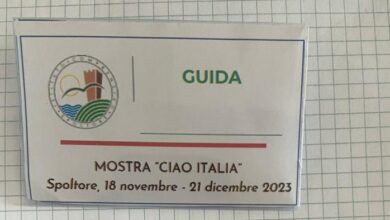 GUIDA
MOSTRA "CIAO ITALIA"
Spoltore, 18 novembre - 21 dicembre 2023